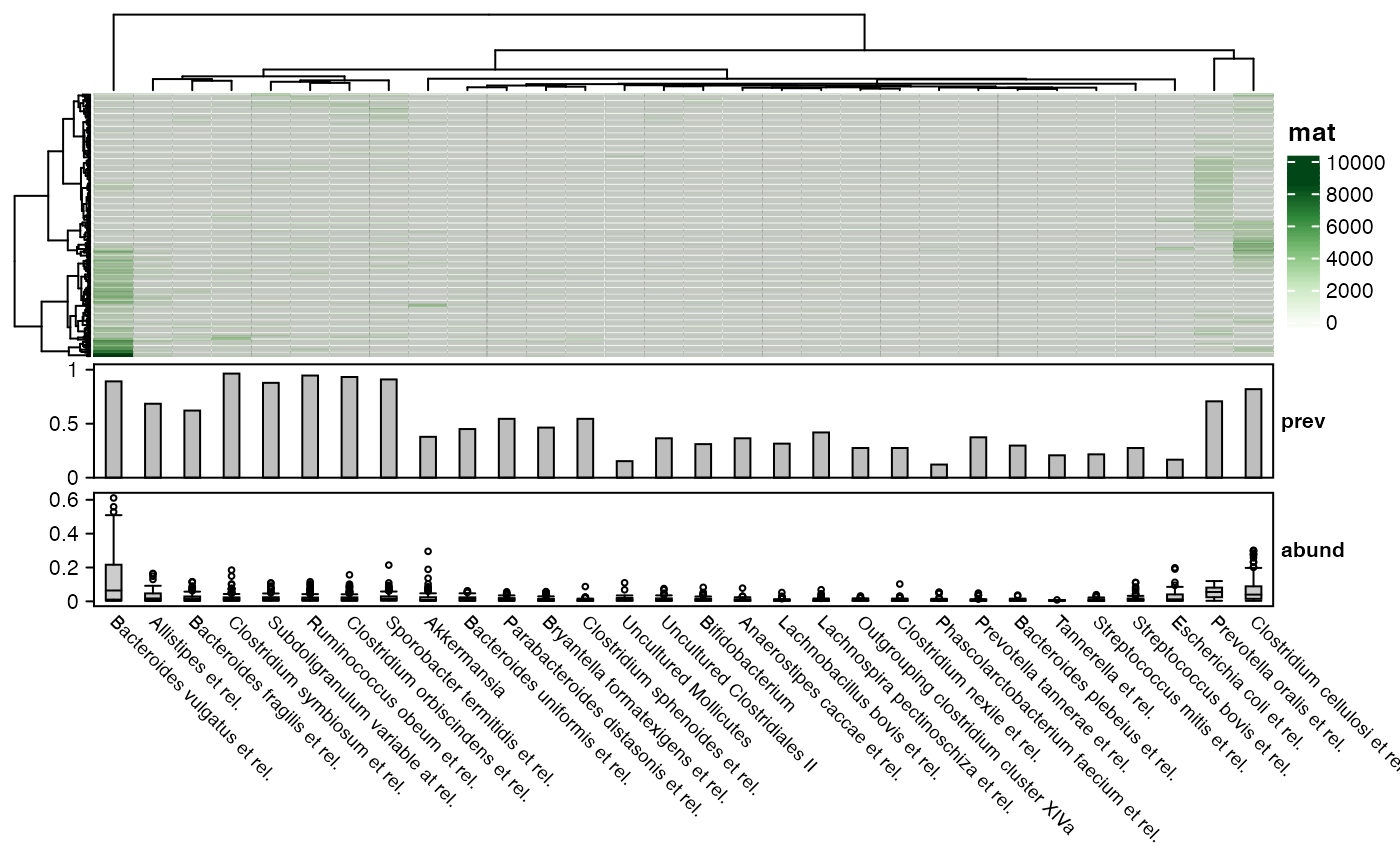 mat
10000
8000
6000
4000
2000
0
1
0.5
0
prev
0.6
0.4
0.2
0
abund
Bacteroides vulgatus et rel.
Allistipes et rel.
Bacteroides fragilis et rel.
Clostridium symbiosum et rel.
Subdoligranulum variable at rel.
Ruminococcus obeum et rel.
Clostridium orbiscindens et rel.
Sporobacter termitidis et rel.
Akkermansia
Bacteroides uniformis et rel.
Parabacteroides distasonis et rel.
Bryantella formatexigens et rel.
Clostridium sphenoides et rel.
Uncultured Mollicutes
Uncultured Clostridiales II
Bifidobacterium
Anaerostipes caccae et rel.
Lachnobacillus bovis et rel.
Lachnospira pectinoschiza et rel.
Outgrouping clostridium cluster XIVa
Clostridium nexile et rel.
Phascolarctobacterium faecium et rel.
Prevotella tannerae et rel.
Bacteroides plebeius et rel.
Tannerella et rel.
Streptococcus mitis et rel.
Streptococcus bovis et rel.
Escherichia coli et rel.
Prevotella oralis et rel.
Clostridium cellulosi et re